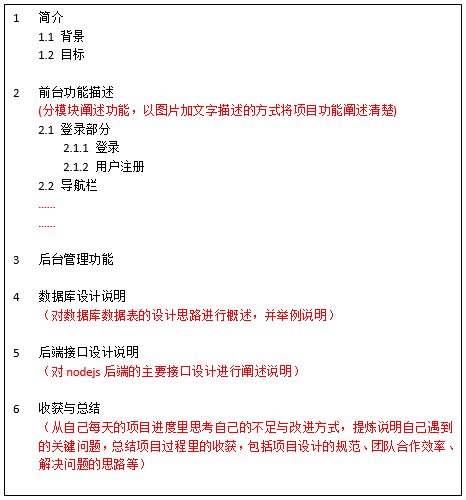 1 简介
1.1 背景
1.2 目标
2 前台功能描述
(分模块阐述功能，以图片加文字描述的方式将项目功能阐述清楚)
2.1 登录部分
2.1.1 登录
2.1.2 用户注册
2.2 导航栏
……
……
3 后台管理功能
4 数据库设计说明
（对数据库数据表的设计思路进行概述，并举例说明）
5 后端接口设计说明
（对 nodejs 后端的主要接口设计进行阐述说明）
6 收获与总结
（从自己每天的项目进度里思考自己的不足与改进方式，提炼说明自己遇到
的关键问题，总结项目过程里的收获，包括项目设计的规范、团队合作效率、
解决问题的思路等）